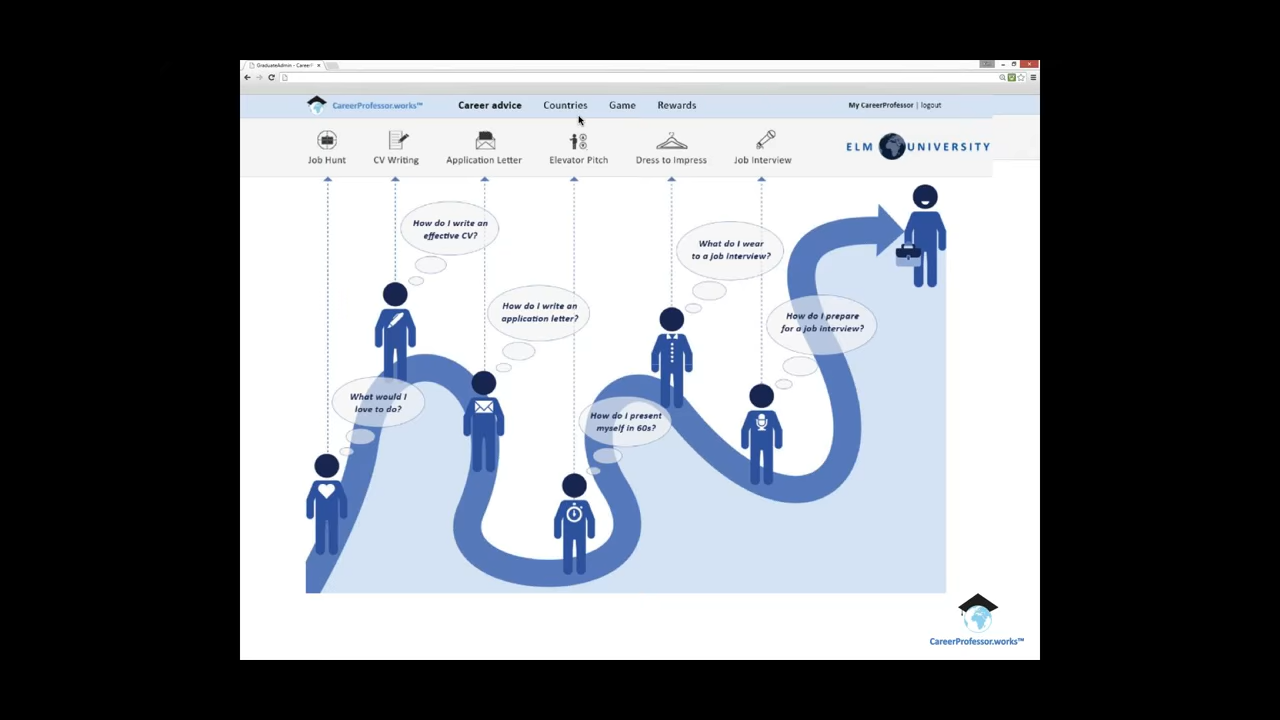 GraduateAdmin - Career
CareerProfessor.works™
Career advice
Countries
Game
Rewards
My CareerProfessor | logout
Job Hunt
CV Writing
Application Letter
Elevator Pitch
Dress to Impress
Job Interview
ELM UNIVERSITY
How do I write an
effective CV?
What do I wear
to a job interview?
How do I write an
application letter?
How do I prepare
for a job interview?
What would I
love to do?
How do I present
myself in 60s?
CareerProfessor.works™